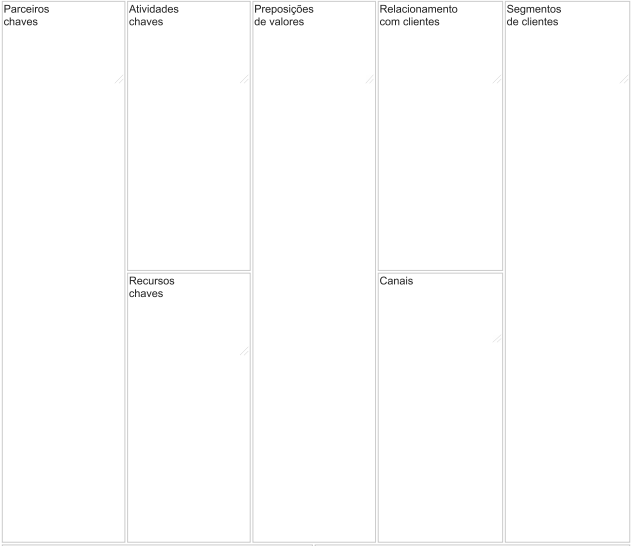 Parceiros
chaves
Atividades
chaves
Preposições
de valores
Relacionamento
com clientes
Segmentos
de clientes
Recursos
chaves
Canais